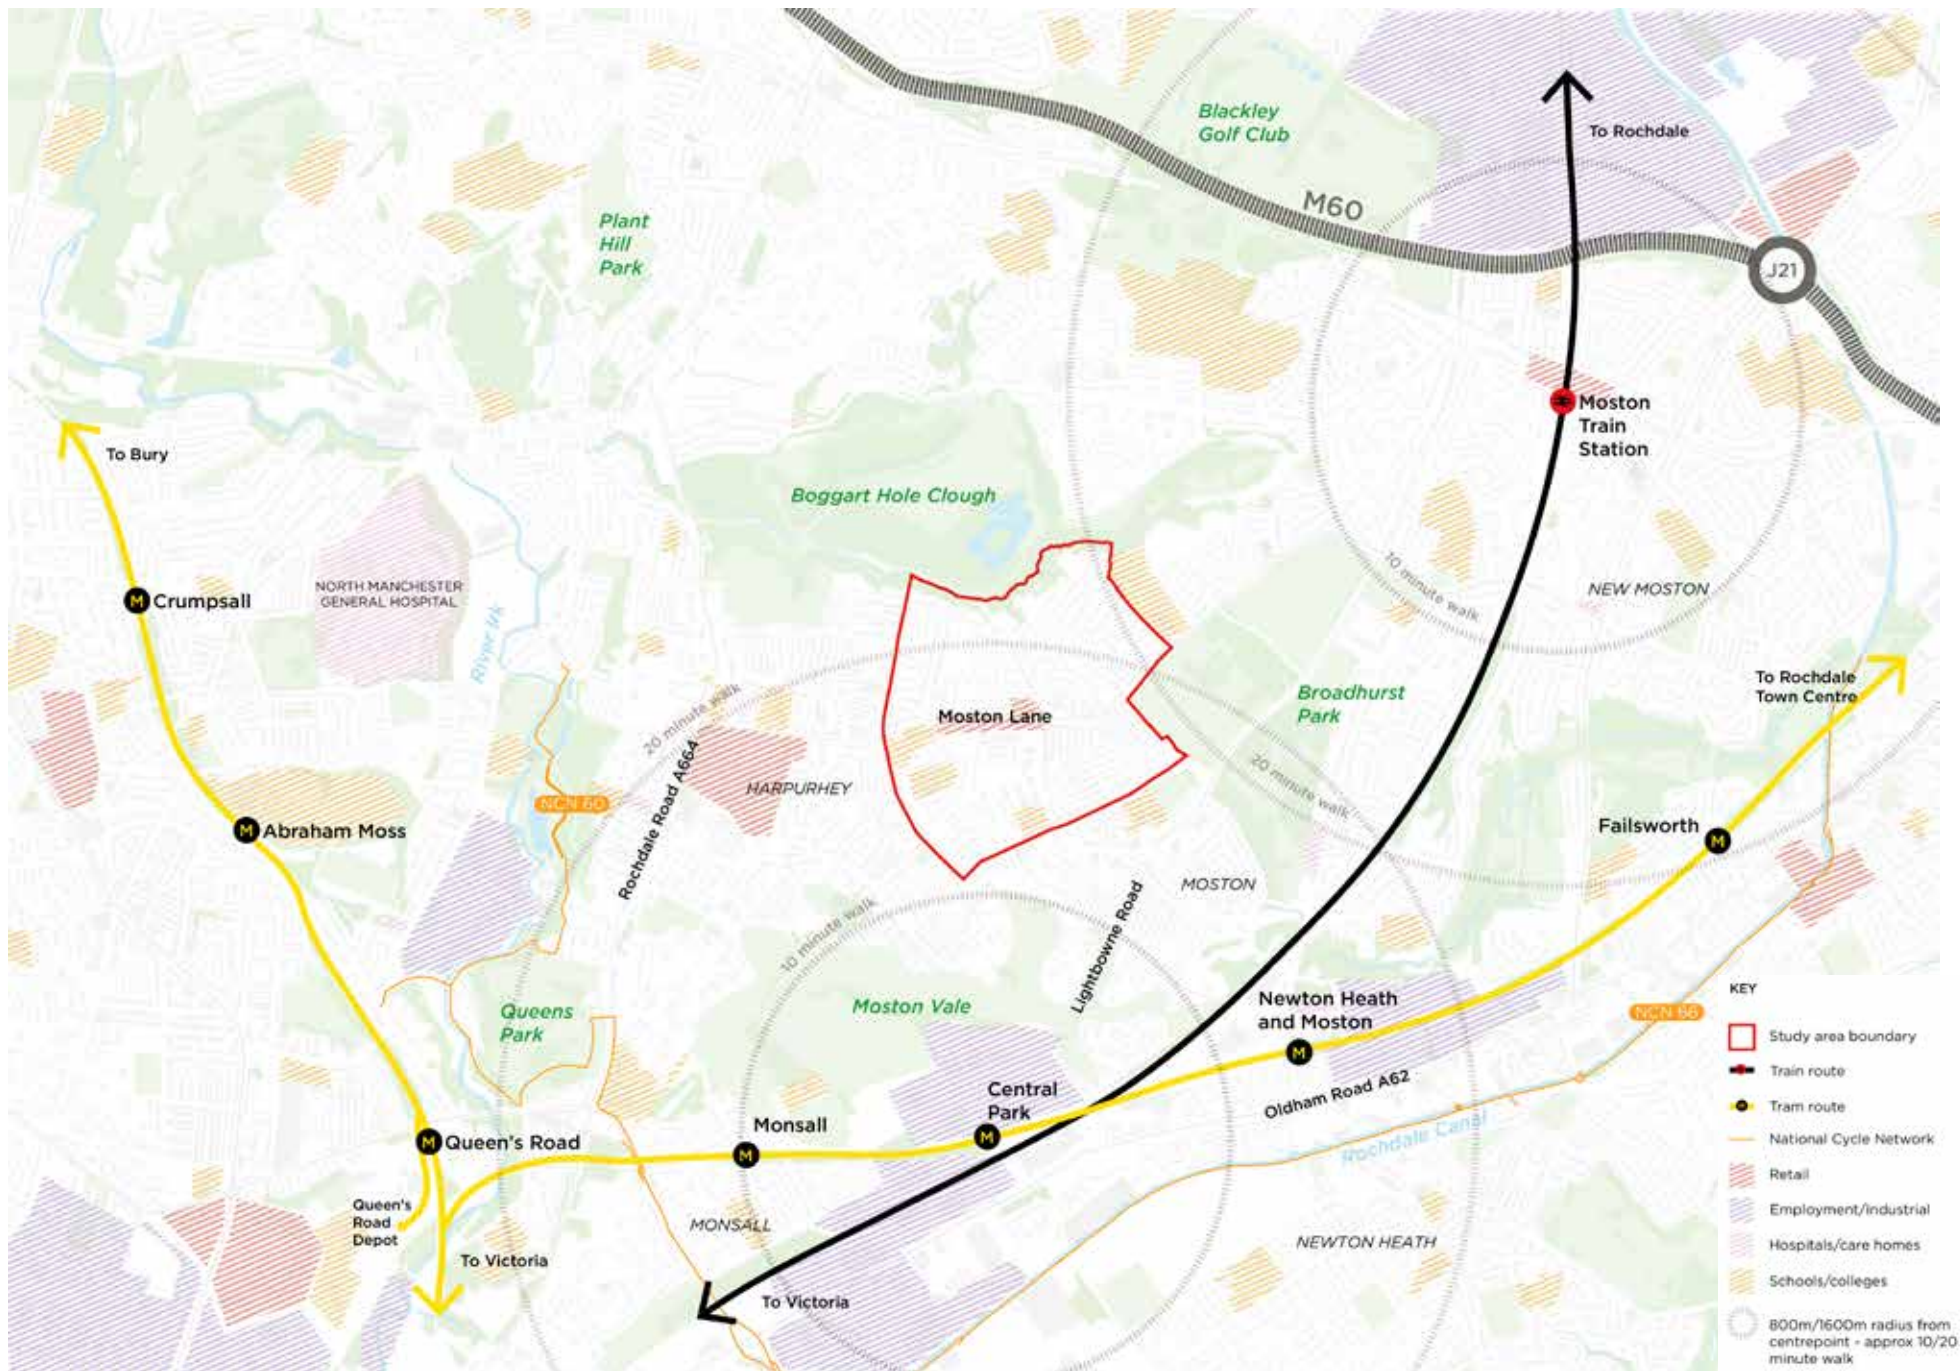 Blackley
Golf Club
To Rochdale
M60
Plant
Hill
Park
J21
Moston
Train
Station
To Bury
Boggart Hole Clough
10 minute walk
NEW MOSTON
NORTH MANCHESTER
GENERAL HOSPITAL
Crumpsall
River Irk
To Rochdale
Town Centre
Broadhurst
Park
20 minute walk
Moston Lane
Rochdale Road A664
HARPURHEY
20 minute walk
NCN 60
Abraham Moss
Failsworth
MOSTON
10 minute walk
Lightbowne Road
Queens
Park
Moston Vale
Newton Heath
and Moston
NCN 66
Central
Park
Oldham Road A62
Rochdale Canal
Monsall
Queen's Road
Queen's
Road
Depot
To Victoria
MONSALL
NEWTON HEATH
To Victoria
KEY
Study area boundary
Train route
Tram route
National Cycle Network
Retail
Employment/industrial
Hospitals/care homes
Schools/colleges
800m/1600m radius from
centrepoint - approx 10/20
minute walk
M
M
M
M
M
M
M